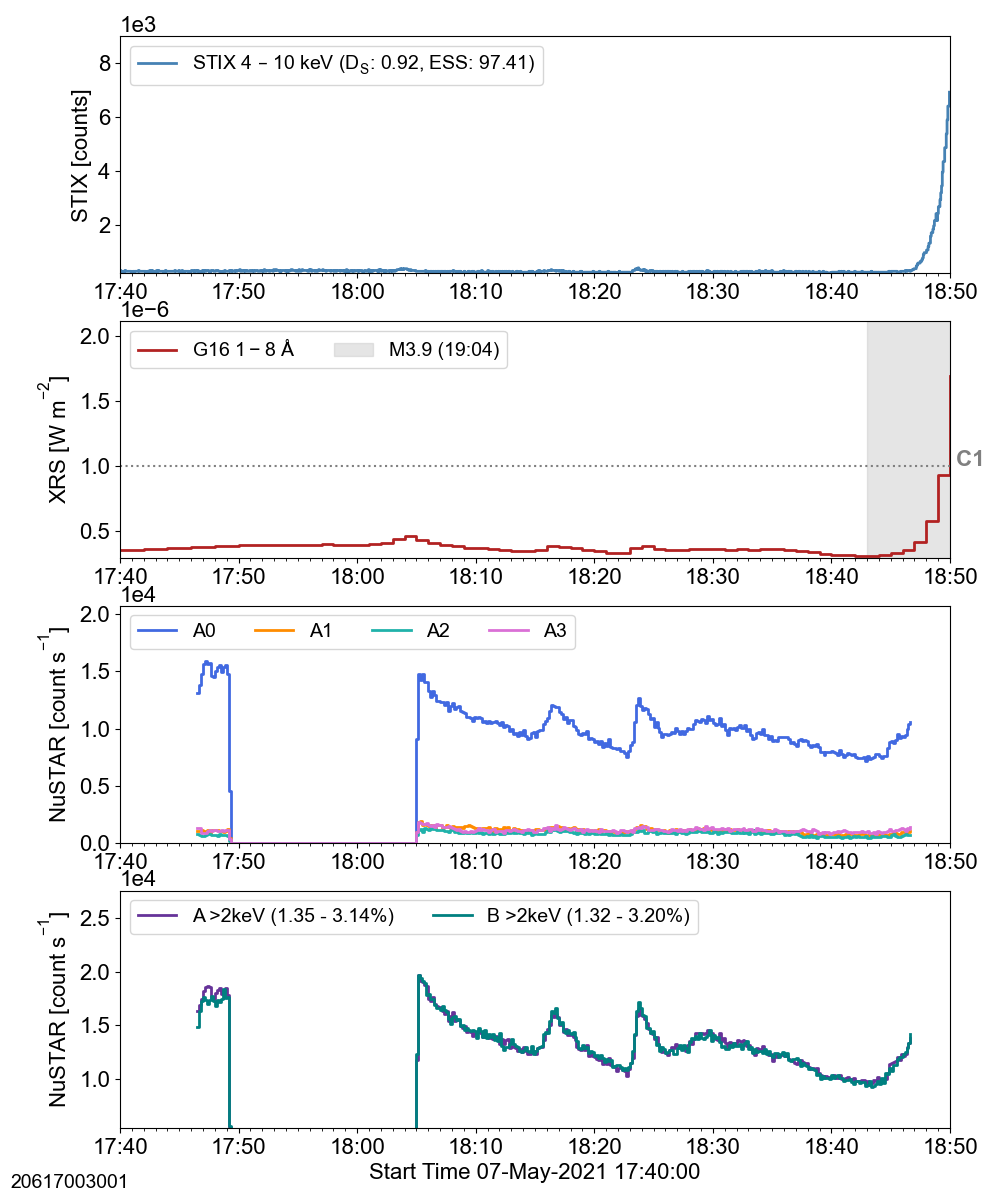 1e3
STIX 4 − 10 keV (DS: 0.92, ESS: 97.41)
STIX [counts]
8
6
4
2
17:40 17:50 18:00 18:10 18:20 18:30 18:40 18:50
1e−6
G16 1 − 8 Å M3.9 (19:04)
XRS [W m−2]
2.0
1.5
1.0
0.5
C1
17:40 17:50 18:00 18:10 18:20 18:30 18:40 18:50
1e4
A0 A1 A2 A3
NuSTAR [count s−1]
2.0
1.5
1.0
0.5
0.0
17:40 17:50 18:00 18:10 18:20 18:30 18:40 18:50
1e4
A >2keV (1.35 - 3.14%) B >2keV (1.32 - 3.20%)
NuSTAR [count s−1]
2.5
2.0
1.5
1.0
17:40 17:50 18:00 18:10 18:20 18:30 18:40 18:50
Start Time 07-May-2021 17:40:00
20617003001